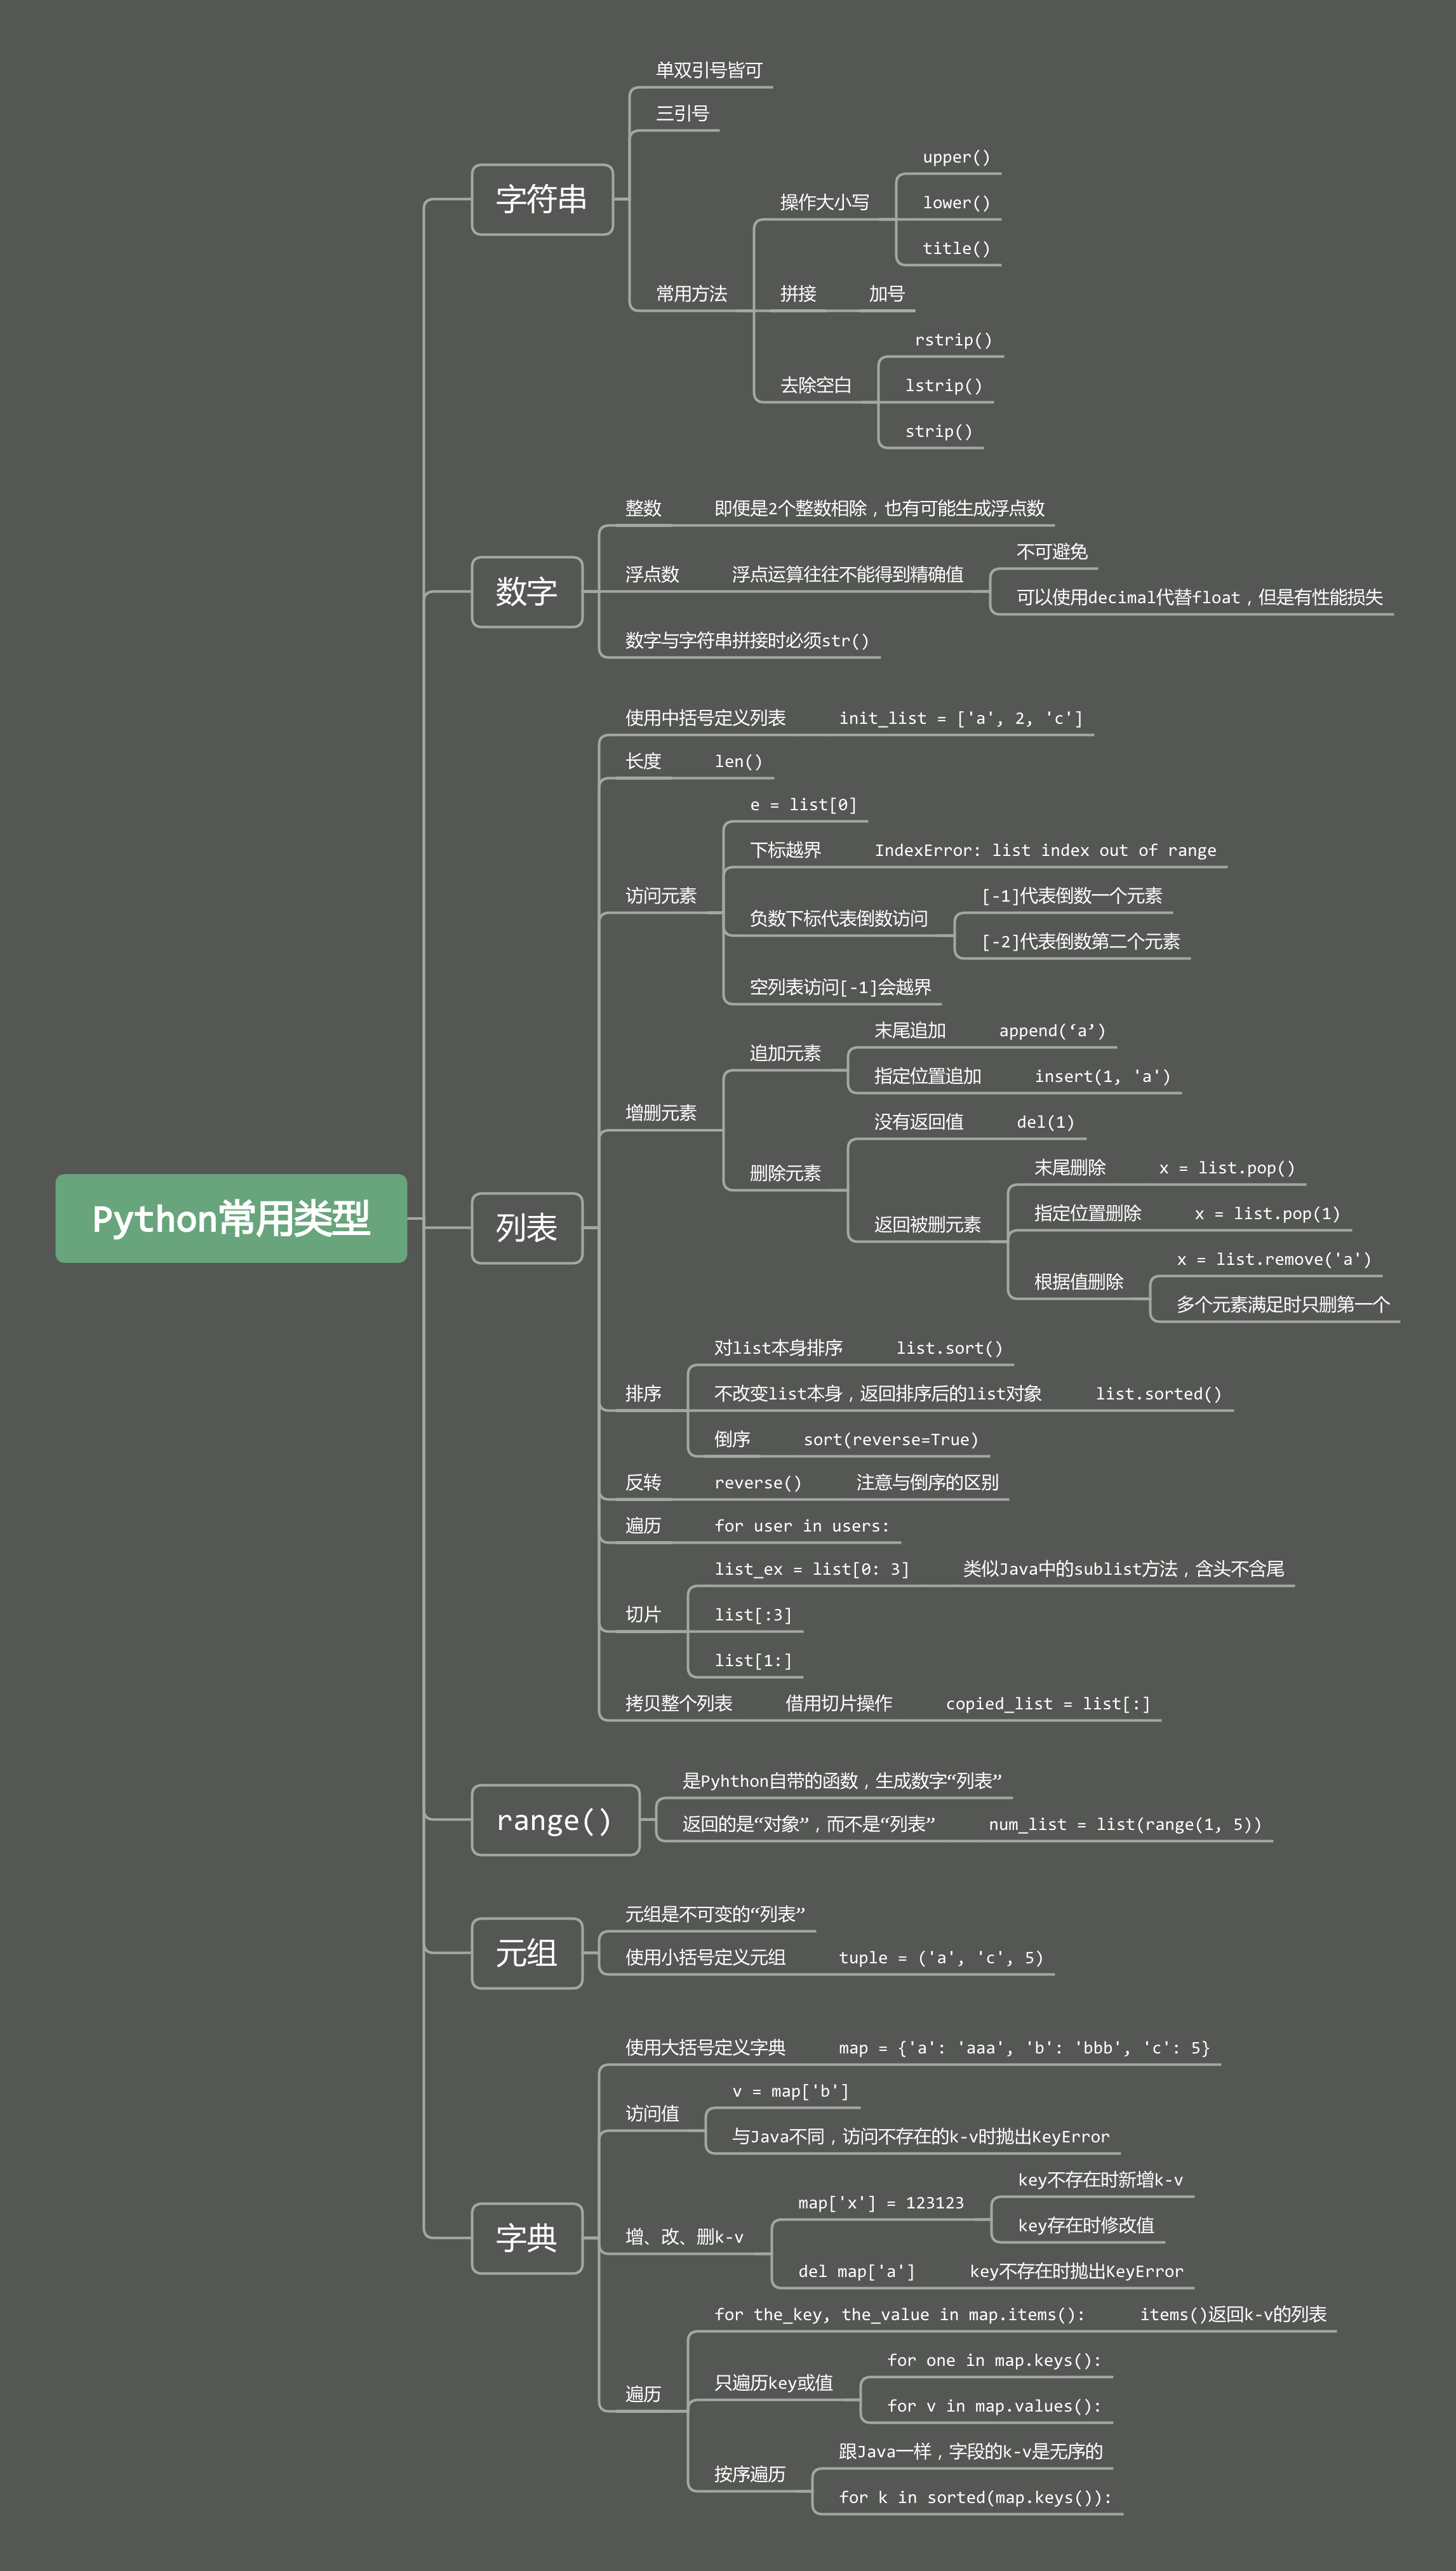 Python常用类型
字符串
单双引号皆可
三引号
常用方法
操作大小写
upper()
lower()
title()
拼接
加号
去除空白
rstrip()
lstrip()
strip()
数字
整数
即便是2个整数相除，也有可能生成浮点数
浮点数
浮点运算往往不能得到精确值
不可避免
可以使用decimal代替float，但是有性能损失
数字与字符串拼接时必须str()
列表
使用中括号定义列表
init_list = ['a', 2, 'c']
长度
len()
访问元素
e = list[0]
下标越界
IndexError: list index out of range
负数下标代表倒数访问
[-1]代表倒数一个元素
[-2]代表倒数第二个元素
空列表访问[-1]会越界
增删元素
追加元素
末尾追加
append(‘a’)
指定位置追加
insert(1, 'a')
删除元素
没有返回值
del(1)
返回被删元素
末尾删除
x = list.pop()
指定位置删除
x = list.pop(1)
根据值删除
x = list.remove('a')
多个元素满足时只删第一个
排序
对list本身排序
list.sort()
不改变list本身，返回排序后的list对象
list.sorted()
倒序
sort(reverse=True)
反转
reverse()
注意与倒序的区别
遍历
for user in users:
切片
list_ex = list[0: 3]
类似Java中的sublist方法，含头不含尾
list[:3]
list[1:]
拷贝整个列表
借用切片操作
copied_list = list[:]
range()
是Pyhthon自带的函数，生成数字“列表”
返回的是“对象”，而不是“列表”
num_list = list(range(1, 5))
元组
元组是不可变的“列表”
使用小括号定义元组
tuple = ('a', 'c', 5)
字典
使用大括号定义字典
map = {'a': 'aaa', 'b': 'bbb', 'c': 5}
访问值
v = map['b']
与Java不同，访问不存在的k-v时抛出KeyError
增、改、删k-v
map['x'] = 123123
key不存在时新增k-v
key存在时修改值
del map['a']
key不存在时抛出KeyError
遍历
for the_key, the_value in map.items():
items()返回k-v的列表
只遍历key或值
for one in map.keys():
for v in map.values():
按序遍历
跟Java一样，字段的k-v是无序的
for k in sorted(map.keys()):